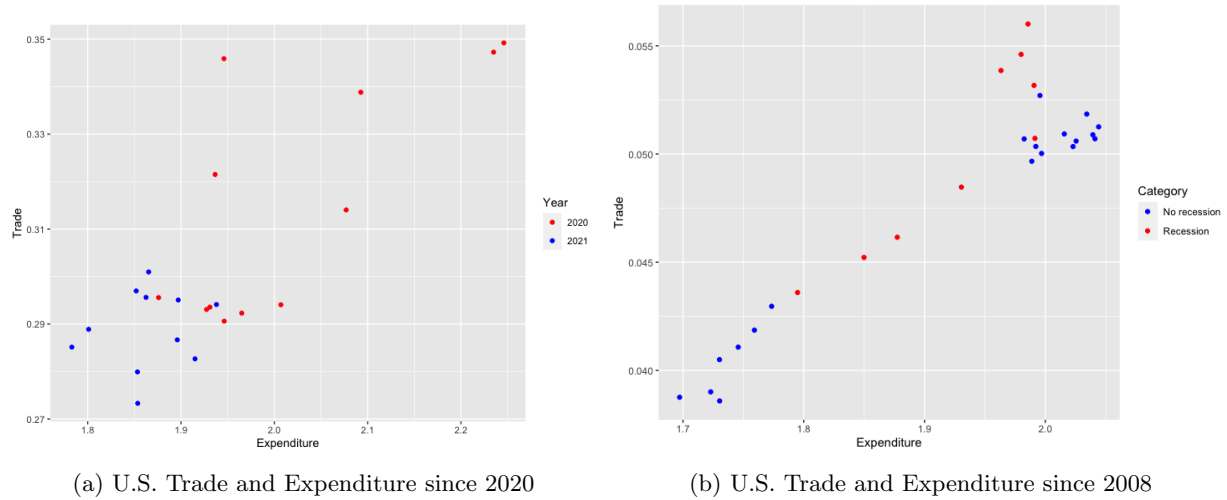 0.35
0.33
0.31
0.29
0.27
Trade
1.8 1.9 2.0 2.1 2.2
Expenditure
Year
2020
2021
(a) U.S. Trade and Expenditure since 2020
0.055
0.050
0.045
0.040
Trade
1.7 1.8 1.9 2.0
Expenditure
Category
No recession
Recession
(b) U.S. Trade and Expenditure since 2008